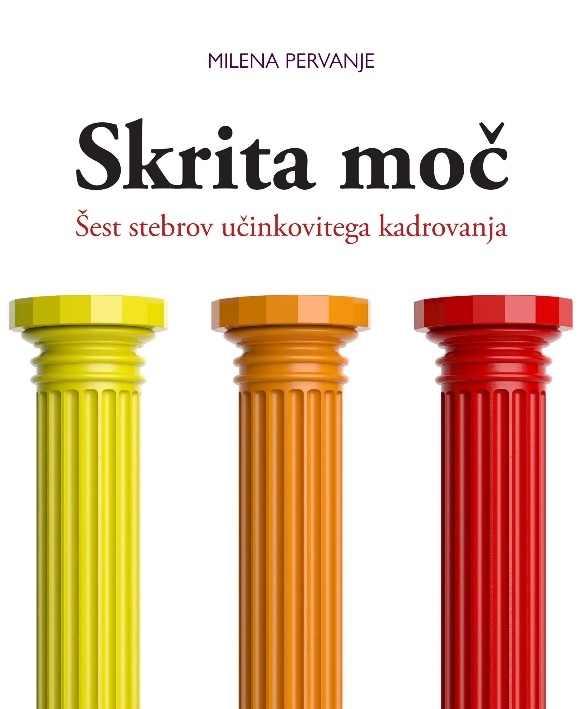 MILENA PERVANJE
Skrita moč
Šest stebrov učinkovitega kadrovanja